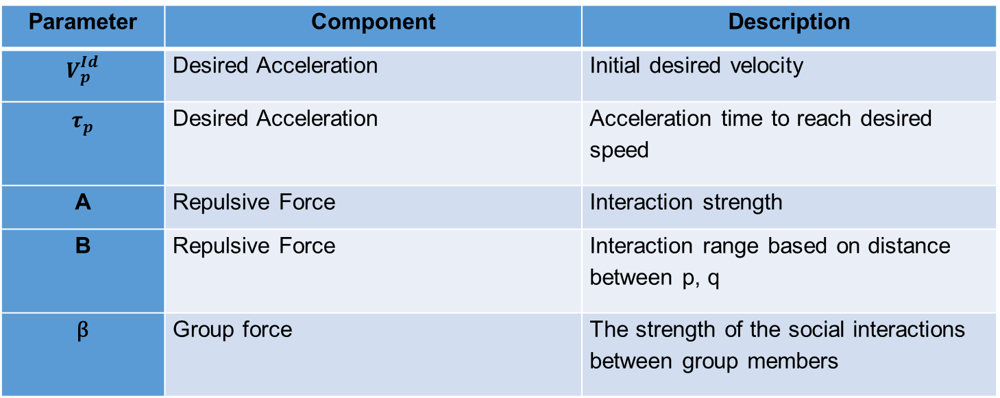 Parameter Component Description
V_p^{Id} Desired Acceleration Initial desired velocity
τ_p Desired Acceleration Acceleration time to reach desired
speed
A Repulsive Force Interaction strength
B Repulsive Force Interaction range based on distance
between p, q
β Group force The strength of the social interactions
between group members